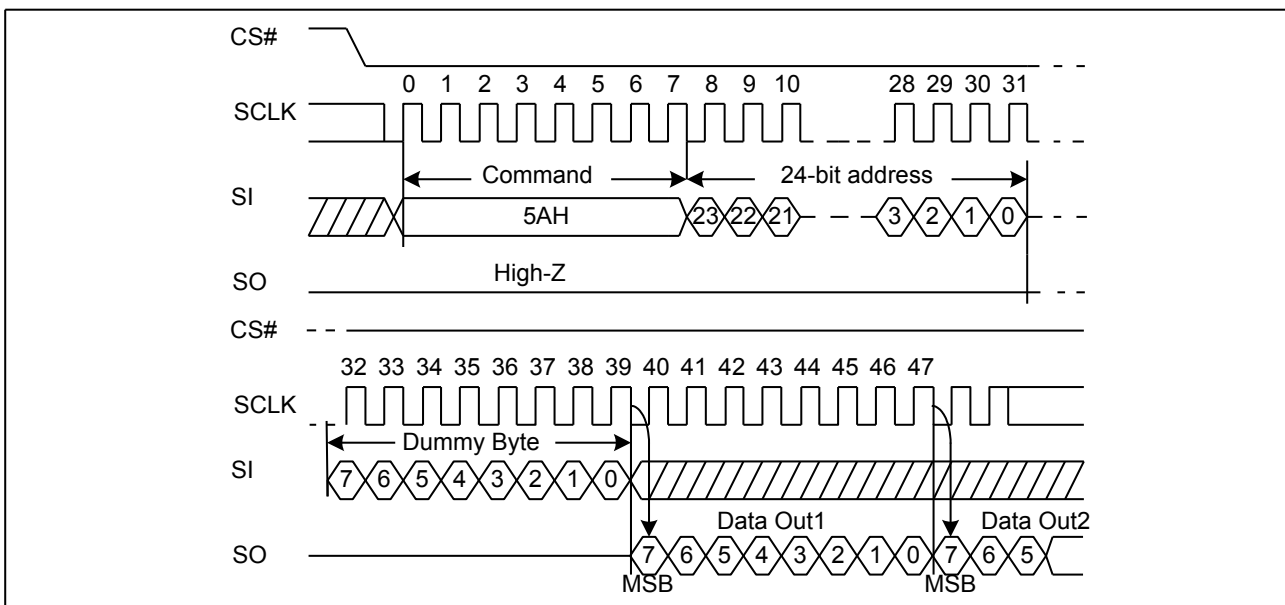 CS#
0 1 2 3 4 5 6 7 8 9 10 28 29 30 31
SCLK
Command 24-bit address
SI
5AH 23 22 21 3 2 1 0
High-Z
SO
CS#
32 33 34 35 36 37 38 39 40 41 42 43 44 45 46 47
SCLK
Dummy Byte
SI
7 6 5 4 3 2 1 0
Data Out1 Data Out2
SO
7 6 5 4 3 2 1 0 7 6 5
MSB MSB